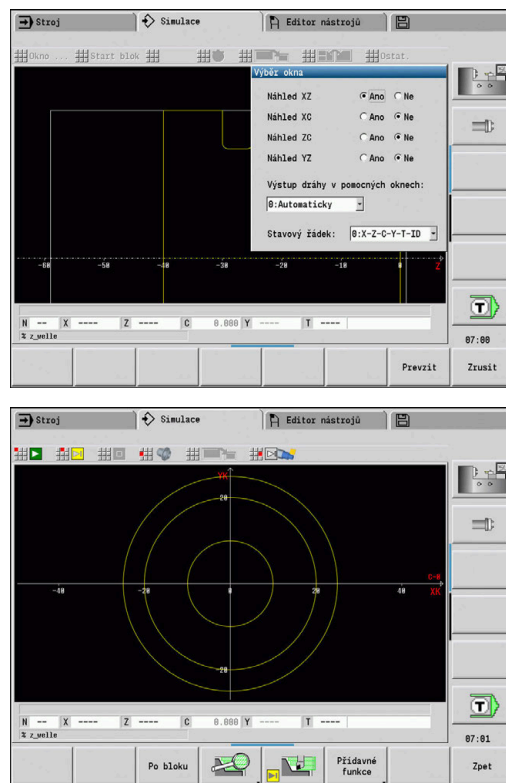 Stroj Simulace Editor nástrojů
Okno ... Start blok Ostat.
Výběr okna
Náhled XZ Ano Ne
Náhled XC Ano Ne
Náhled ZC Ano Ne
Náhled YZ Ano Ne
Výstup dráhy v pomocných oknech:
0:Automaticky
Stavový řádek: 0:X-Z-C-Y-T-ID
-60 -40 -30 -20 -10 0 Z
T
N -- X ---- Z ---- C 0.000 Y ---- T ----
% z_welle
07:00
Prevzit Zrusit
Stroj Simulace Editor nástrojů
YK
20
C-0
-40 -20 0 20 40 XK
-20
T
N -- X ---- Z ---- C 0.000 Y ---- T ----
% z_welle
07:01
Po bloku Přídavné funkce Zpet